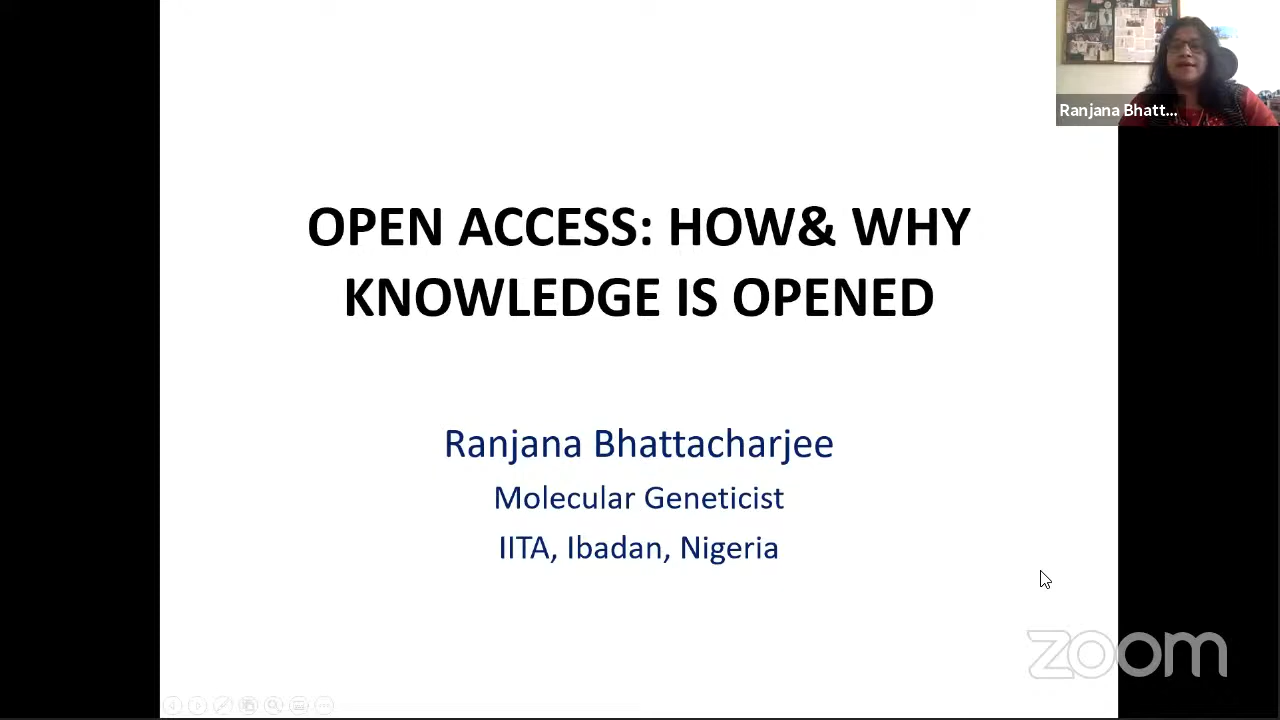 Ranjana Bhatt...
OPEN ACCESS: HOW& WHY
KNOWLEDGE IS OPENED
Ranjana Bhattacharjee
Molecular Geneticist
IITA, Ibadan, Nigeria
zoom